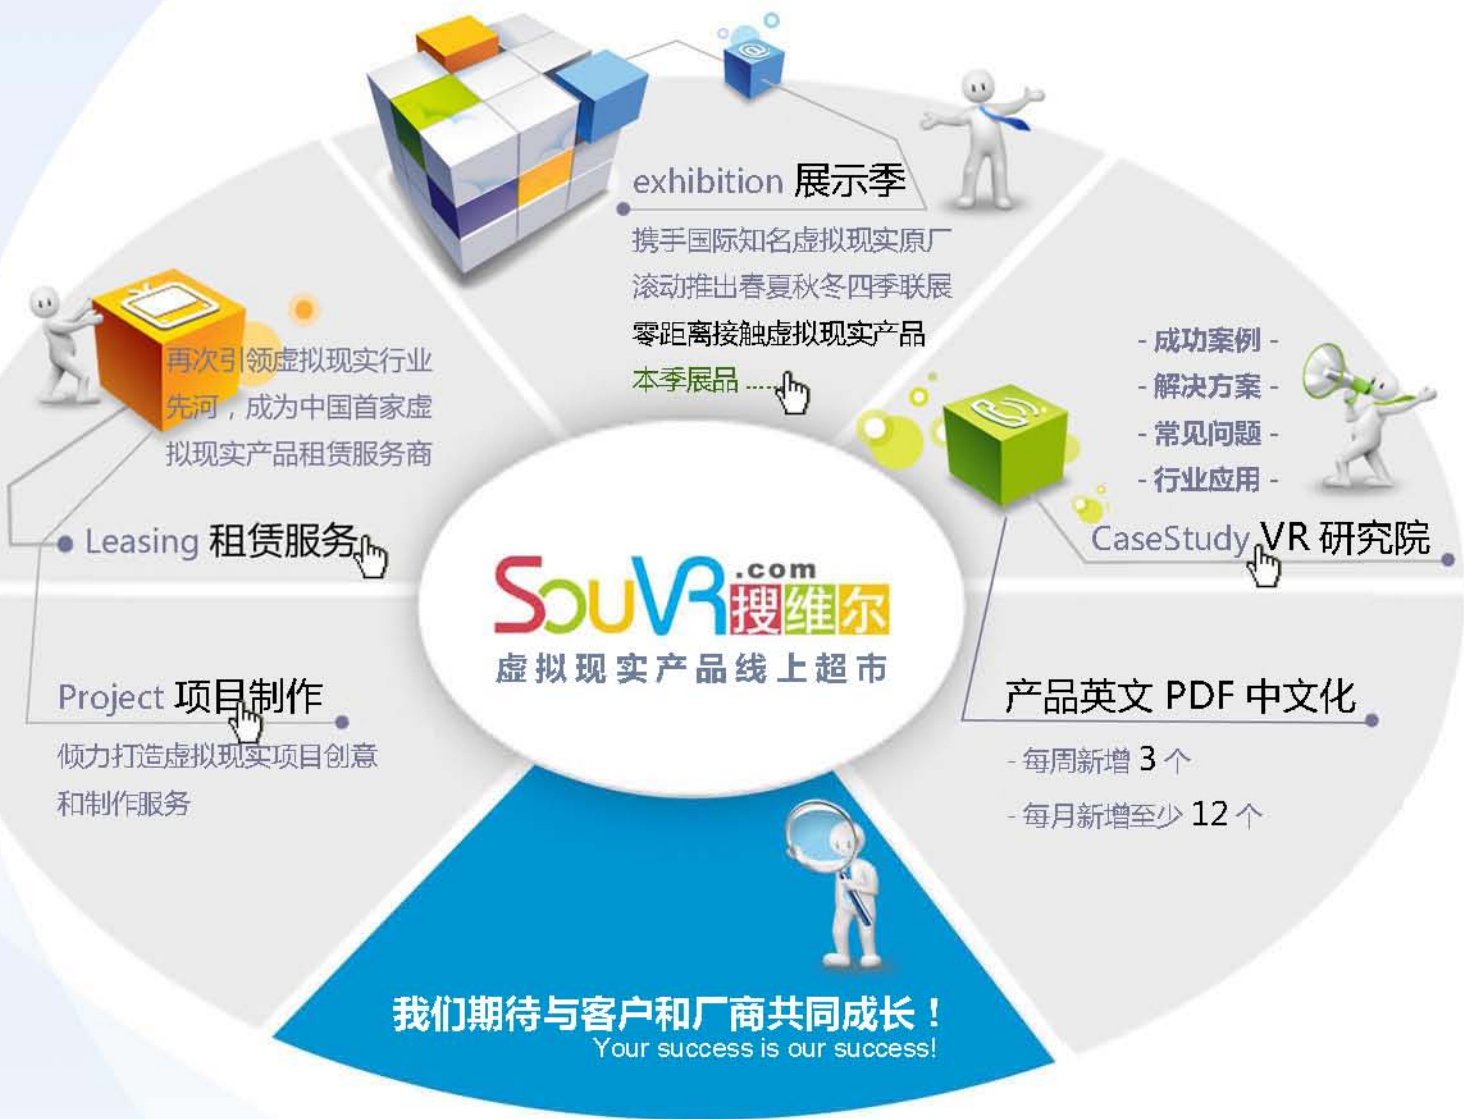 exhibition 展示季
携手国际知名虚拟现实原厂
滚动推出春夏秋冬四季联展
零距离接触虚拟现实产品
本季展品 ......
再次引领虚拟现实行业
先河，成为中国首家虚
拟现实产品租赁服务商
Leasing 租赁服务
- 成功案例 -
- 解决方案 -
- 常见问题 -
- 行业应用 -
CaseStudy VR 研究院
SouVR.com
搜维尔
虚拟现实产品线上超市
Project 项目制作
倾力打造虚拟现实项目创意
和制作服务
产品英文 PDF 中文化
- 每周新增 3 个
- 每月新增至少 12 个
我们期待与客户和厂商共同成长！
Your success is our success!